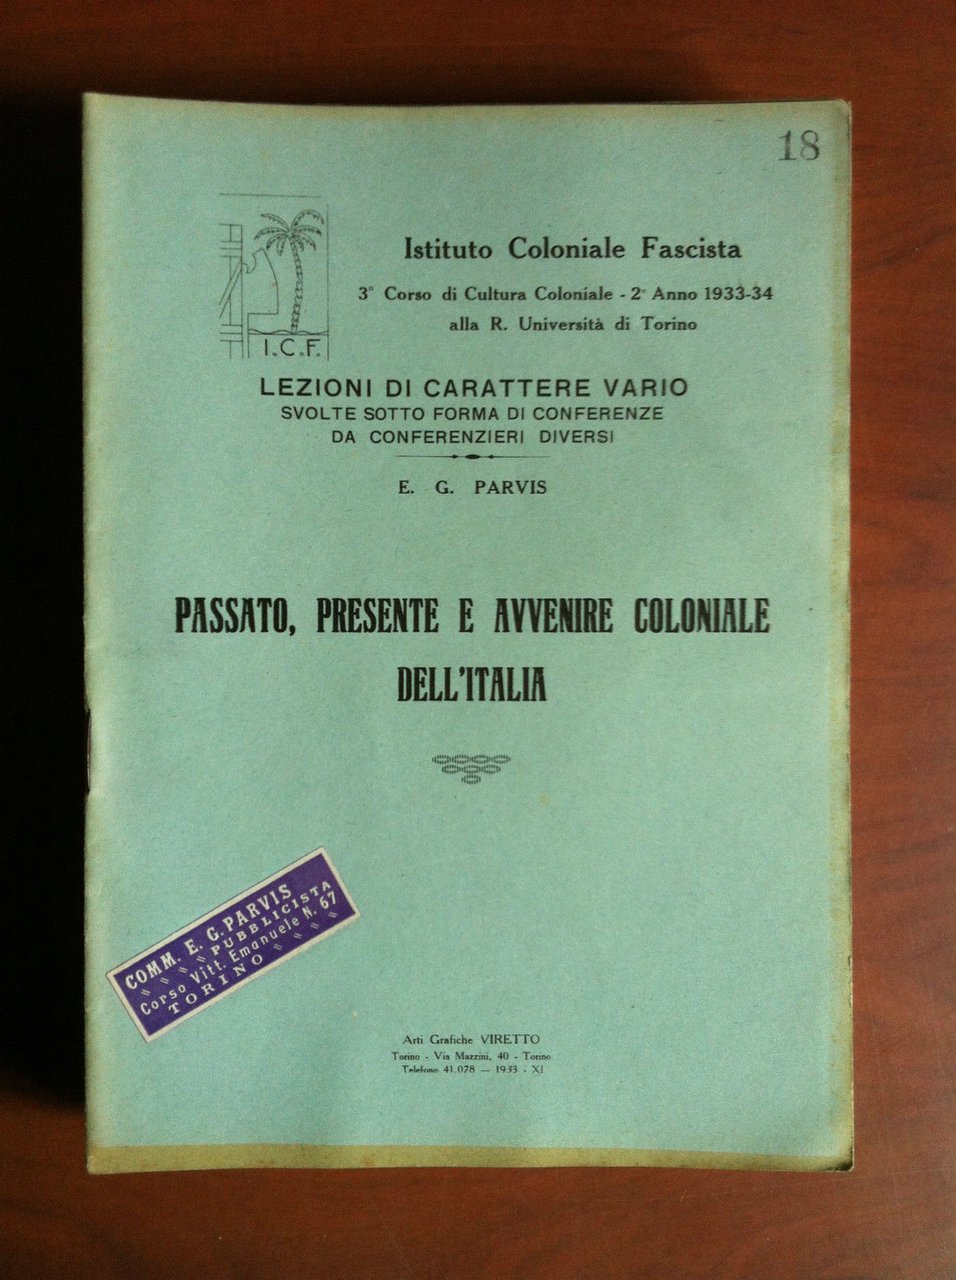 18
I.C.F.
Istituto Coloniale Fascista
3° Corso di Cultura Coloniale - 2° Anno 1933-34
alla R. Università di Torino
LEZIONI DI CARATTERE VARIO
SVOLTE SOTTO FORMA DI CONFERENZE
DA CONFERENZIERI DIVERSI
E. G. PARVIS
PASSATO, PRESENTE E AVVENIRE COLONIALE
DELL'ITALIA
COMM. E. G. PARVIS
PUBBLICISTA
Corso Vitt. Emanuele N. 67
TORINO
Arti Grafiche VIRETTO
Torino - Via Mazzini, 40 - Torino
Telefono 41.078 — 1933 - XI